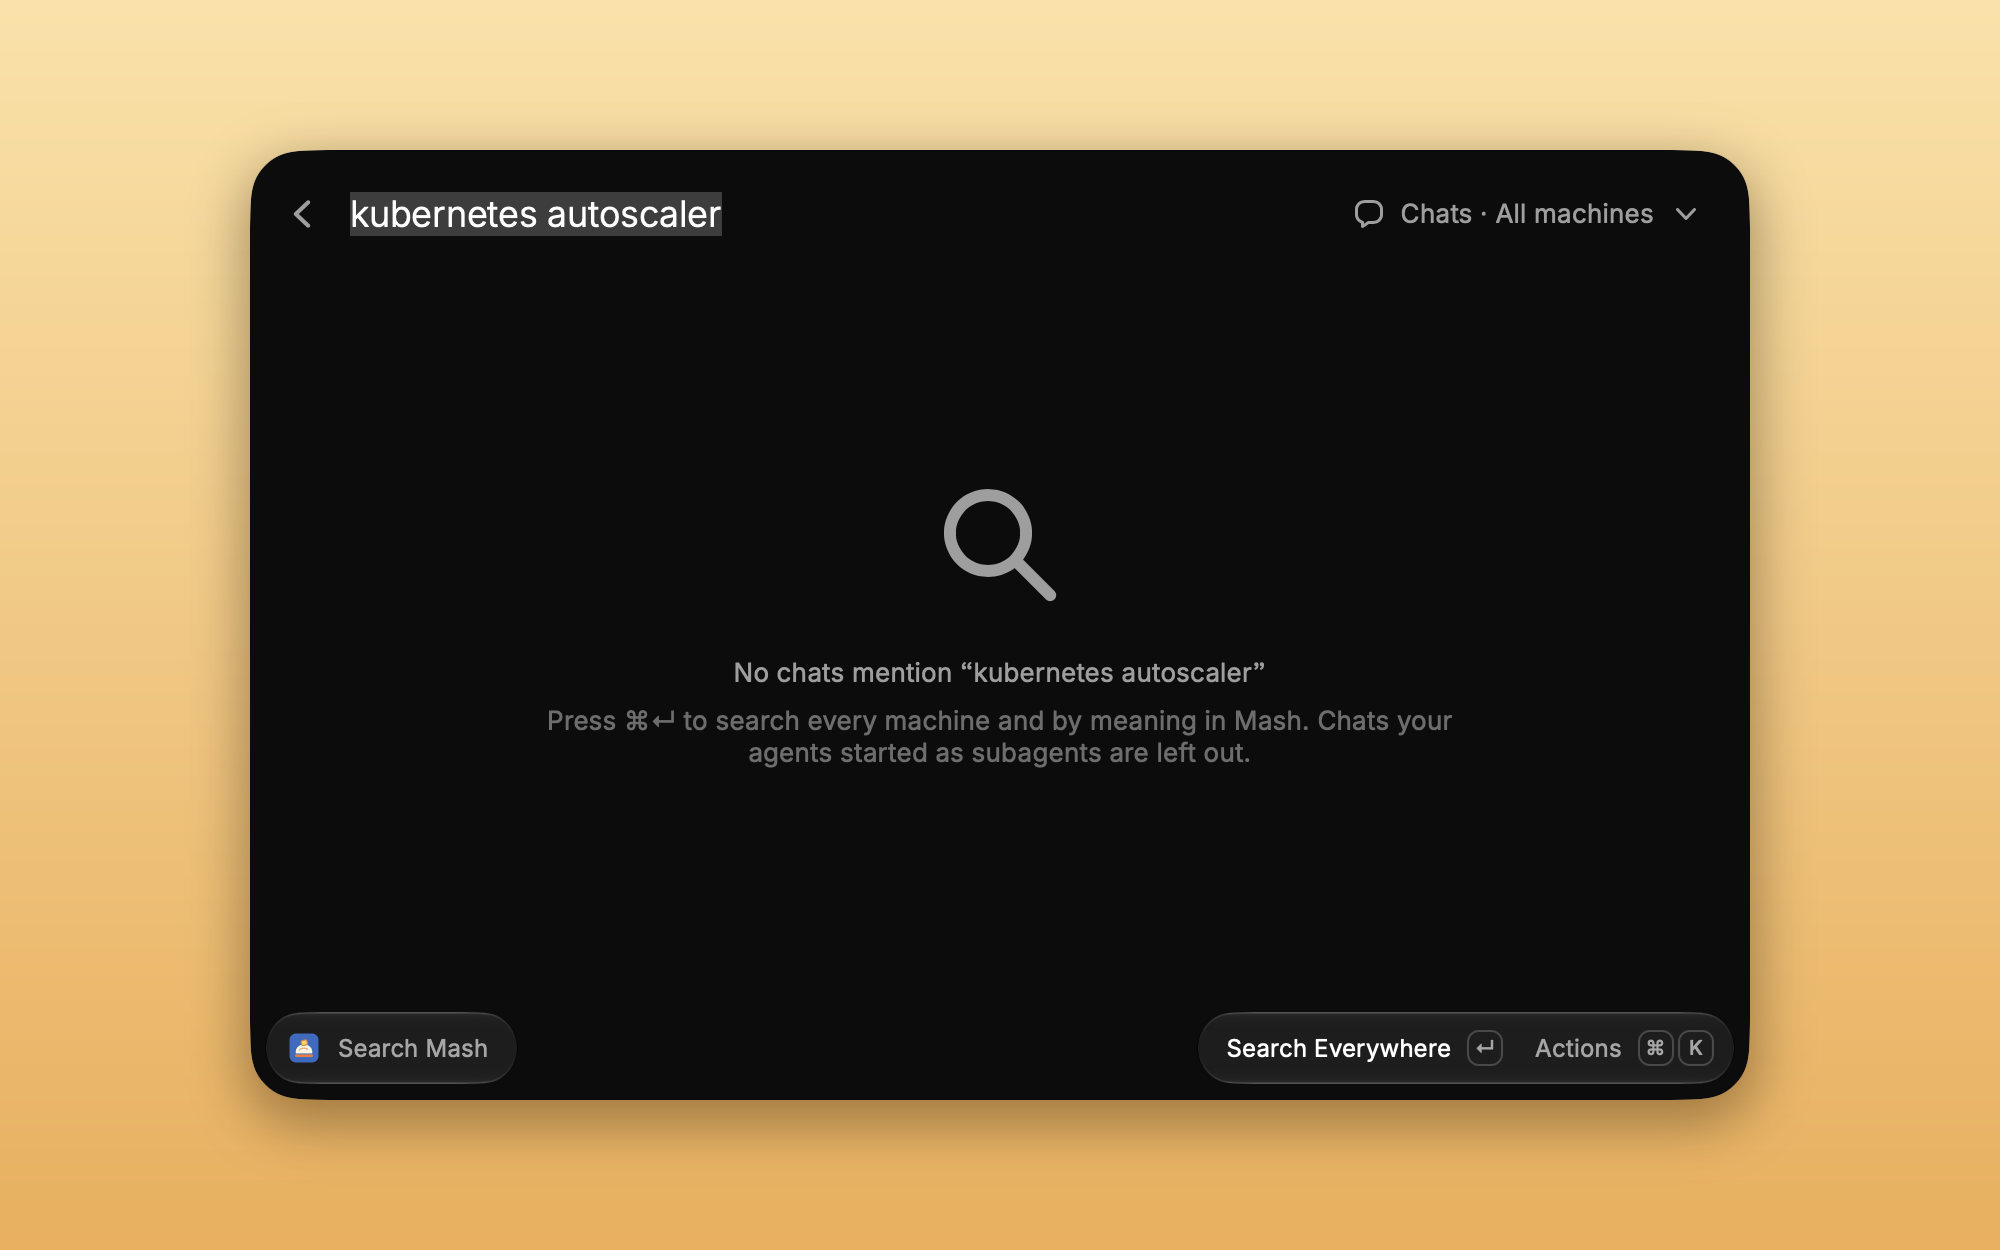 kubernetes autoscaler
Chats · All machines
No chats mention “kubernetes autoscaler”
Press ⌘↵ to search every machine and by meaning in Mash. Chats your
agents started as subagents are left out.
Search Mash
Search Everywhere ↵ Actions ⌘ K